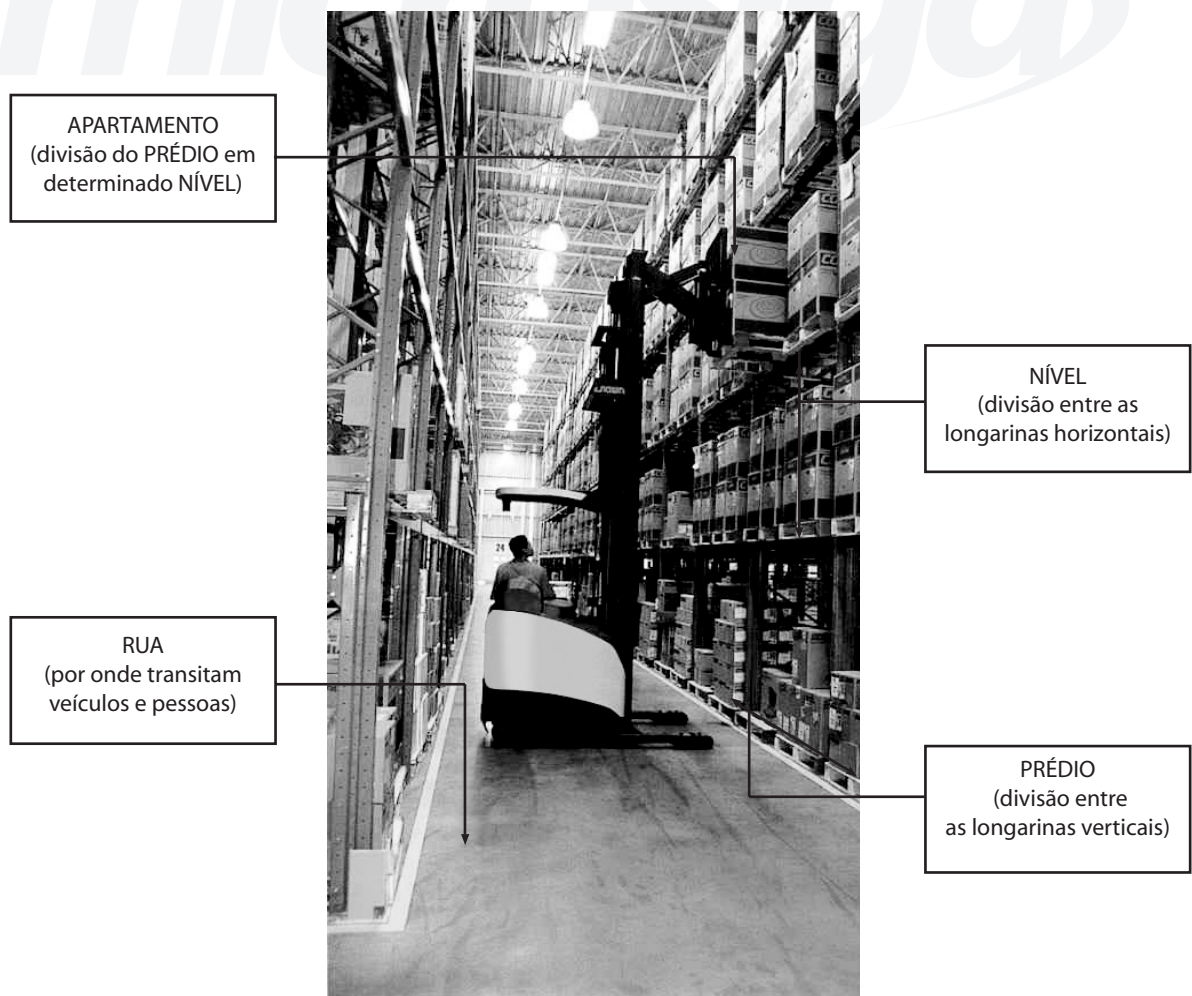 APARTAMENTO
(divisão do PRÉDIO em
determinado NÍVEL)
NÍVEL
(divisão entre as
longarinas horizontais)
24
RUA
(por onde transitam
veículos e pessoas)
PRÉDIO
(divisão entre
as longarinas verticais)